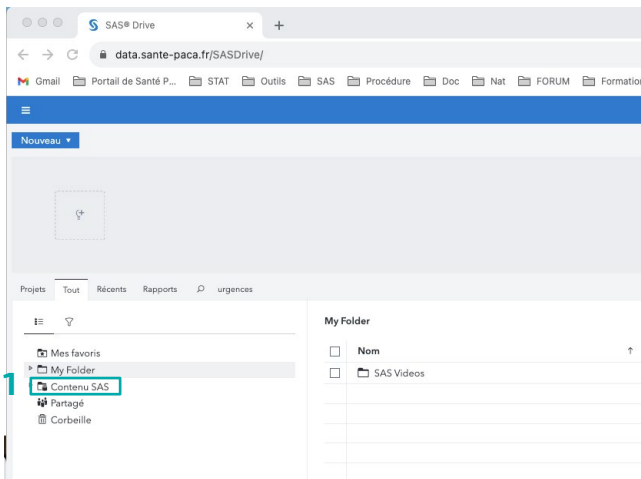 SAS® Drive
data.sante-paca.fr/SASDrive/
Gmail Portail de Santé P... STAT Outils SAS Procédure Doc Nat FORUM Formation
Nouveau
Projets Tout Récents Rapports urgences
My Folder
Nom
SAS Videos
Mes favoris
My Folder
1 Contenu SAS
Partagé
Corbeille